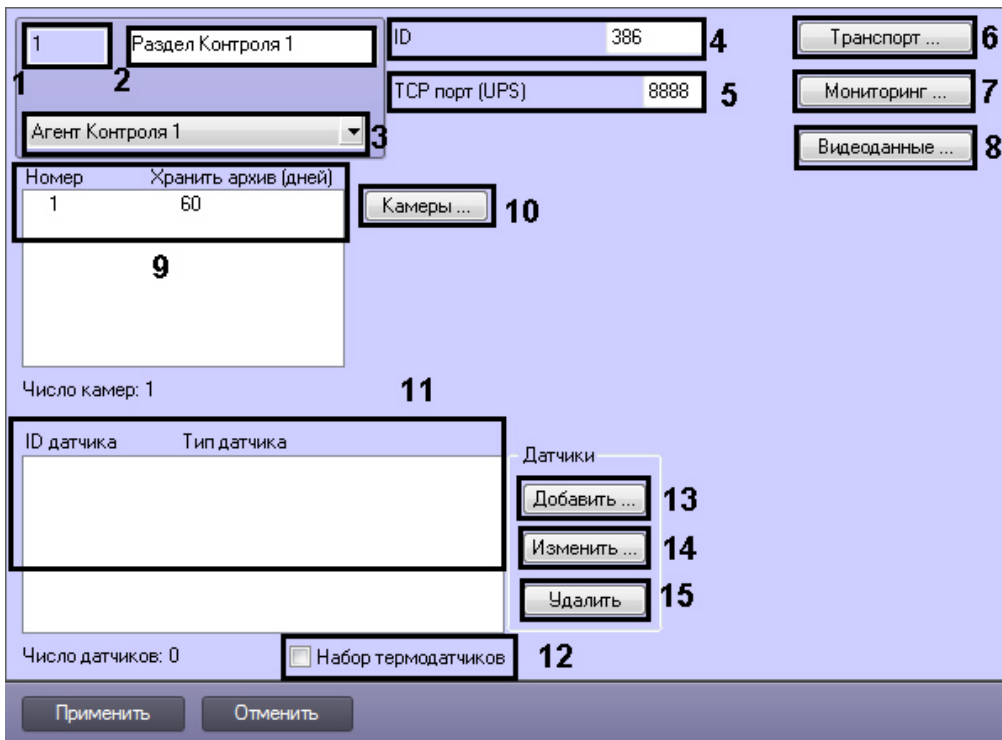 1 Раздел Контроля 1 ID 386 4 Транспорт ... 6
1 2
TCP порт (UPS) 8888 5 Мониторинг ... 7
Агент Контроля 1 3 Видеоданные ... 8
Номер Хранить архив (дней)
1 60 Камеры ... 10
9
Число камер: 1 11
ID датчика Тип датчика
Датчики
Добавить ... 13
Изменить ... 14
Удалить 15
Число датчиков: 0 Набор термодатчиков 12
Применить Отменить